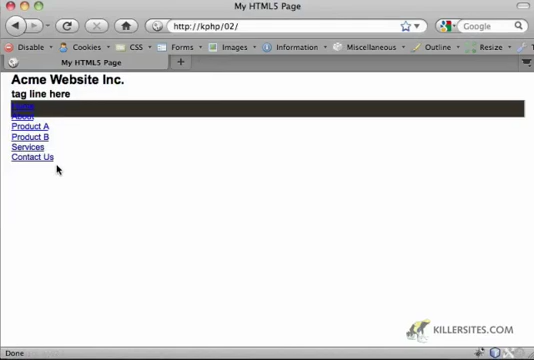 My HTML5 Page
http://kphp/02/
Google
Disable
Cookies
CSS
Forms
Images
Information
Miscellaneous
Outline
Resize
My HTML5 Page
Acme Website Inc.
tag line here
Home
About
Product A
Product B
Services
Contact Us
KILLERSITES.COM
Done